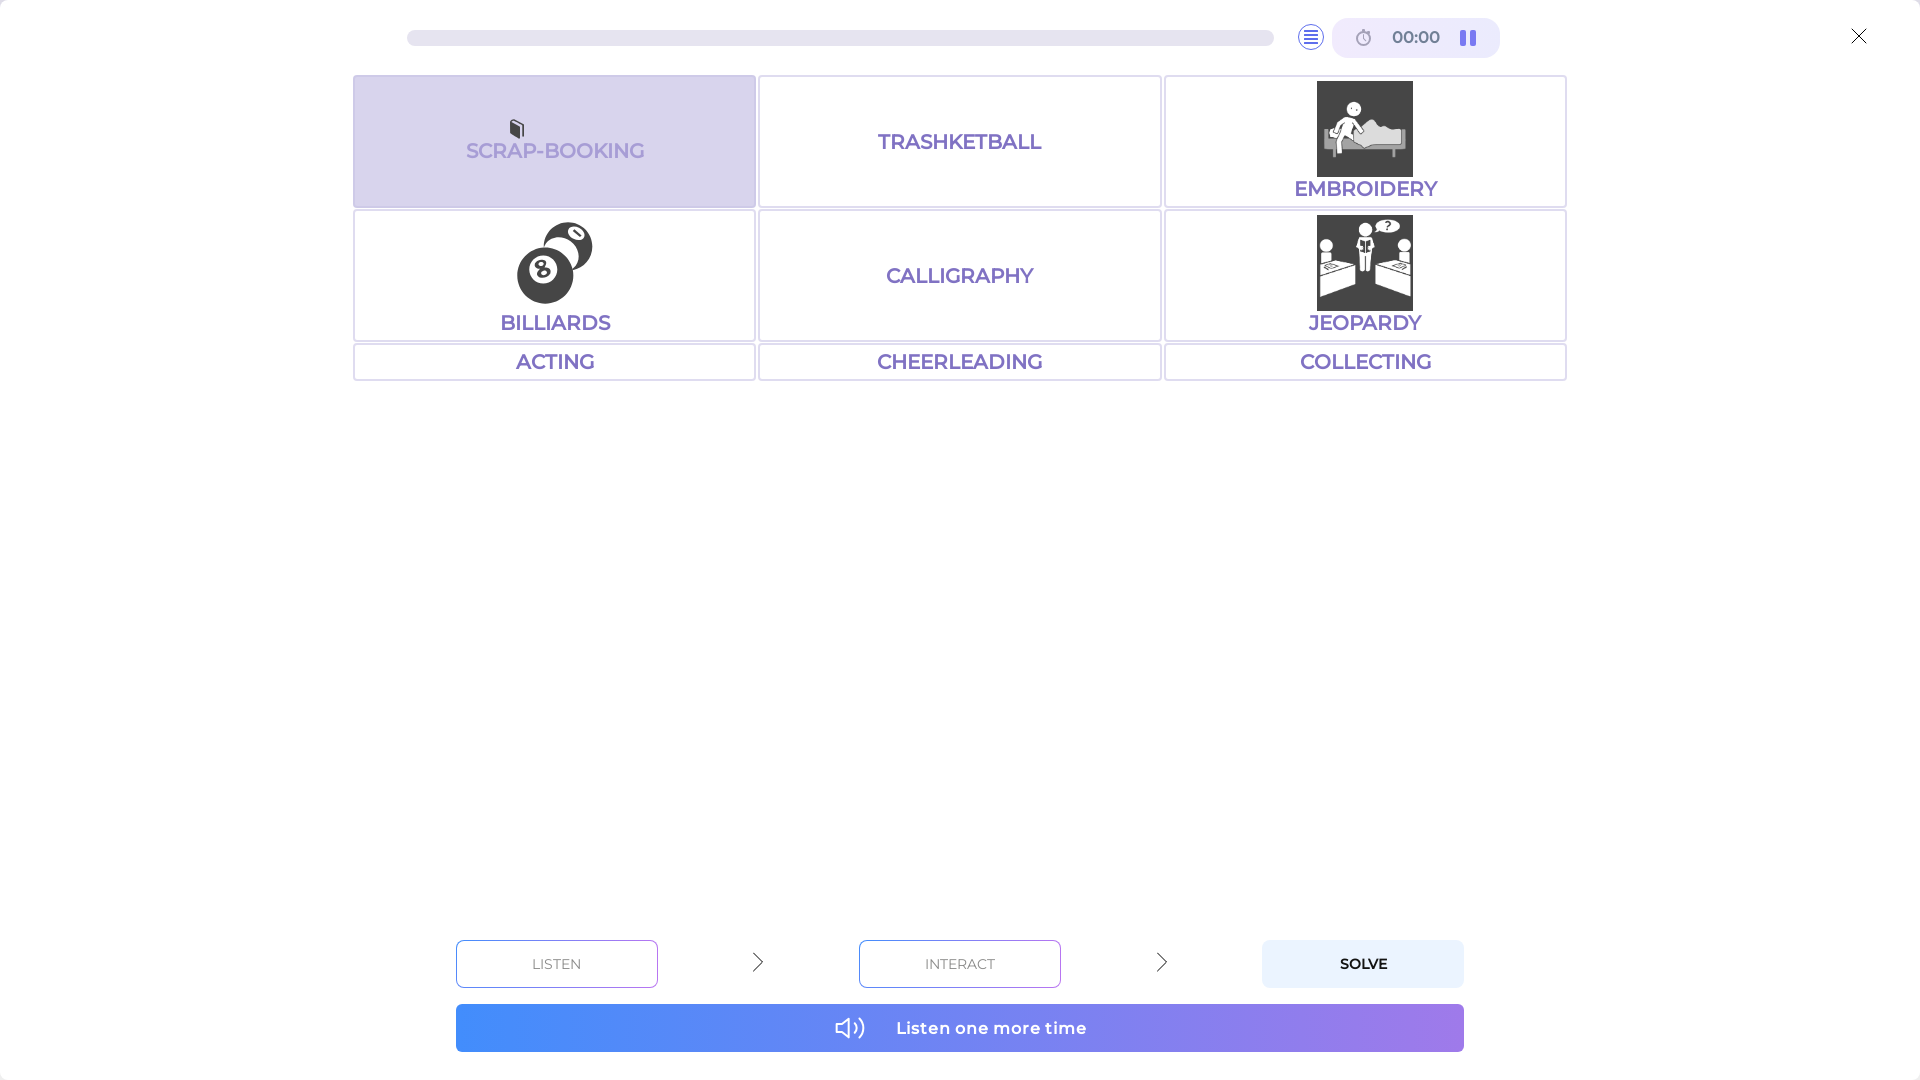 00:00
SCRAP-BOOKING
TRASHKETBALL
EMBROIDERY
8
?
BILLIARDS
CALLIGRAPHY
JEOPARDY
ACTING
CHEERLEADING
COLLECTING
LISTEN
INTERACT
SOLVE
Listen one more time